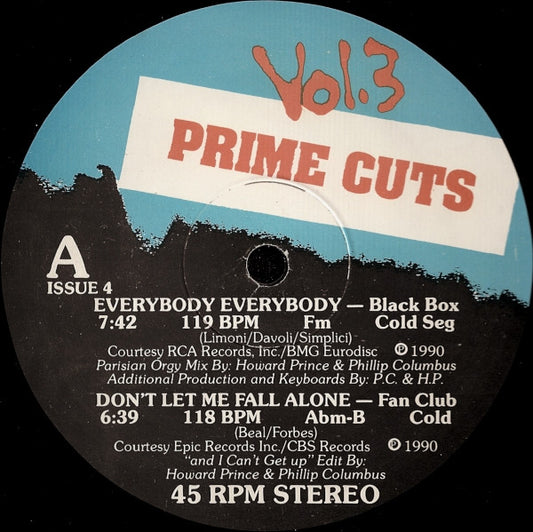 Vol.3
PRIME CUTS
A
ISSUE 4
EVERYBODY EVERYBODY — Black Box
7:42 119 BPM Fm Cold Seg
(Limoni/Davoli/Simplici)
Courtesy RCA Records, Inc./BMG Eurodisc ℗ 1990
Parisian Orgy Mix By: Howard Prince & Phillip Columbus
Additional Production and Keyboards By: P.C. & H.P.
DON'T LET ME FALL ALONE — Fan Club
6:39 118 BPM Abm-B Cold
(Beal/Forbes)
Courtesy Epic Records Inc./CBS Records ℗ 1990
"and I Can't Get up" Edit By:
Howard Prince & Phillip Columbus
45 RPM STEREO